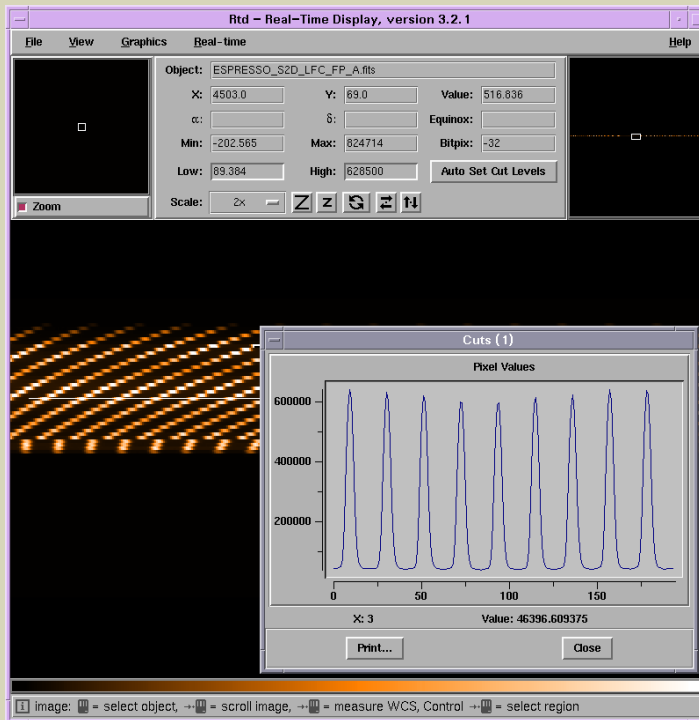 Rtd - Real-Time Display, version 3.2.1
File View Graphics Real-time Help
Object: ESPRESSO_S2D_LFC_FP_A.fits
X: 4503.0 Y: 69.0 Value: 516.836
α: δ: Equinox:
Min: -202.565 Max: 824714 Bitpix: -32
Low: 89.384 High: 628500 Auto Set Cut Levels
Zoom
Scale: 2x Z z
Cuts (1)
Pixel Values
600000
400000
200000
0 50 100 150
X: 3 Value: 46396.609375
Print... Close
image: = select object, = scroll image, = measure WCS, Control = select region